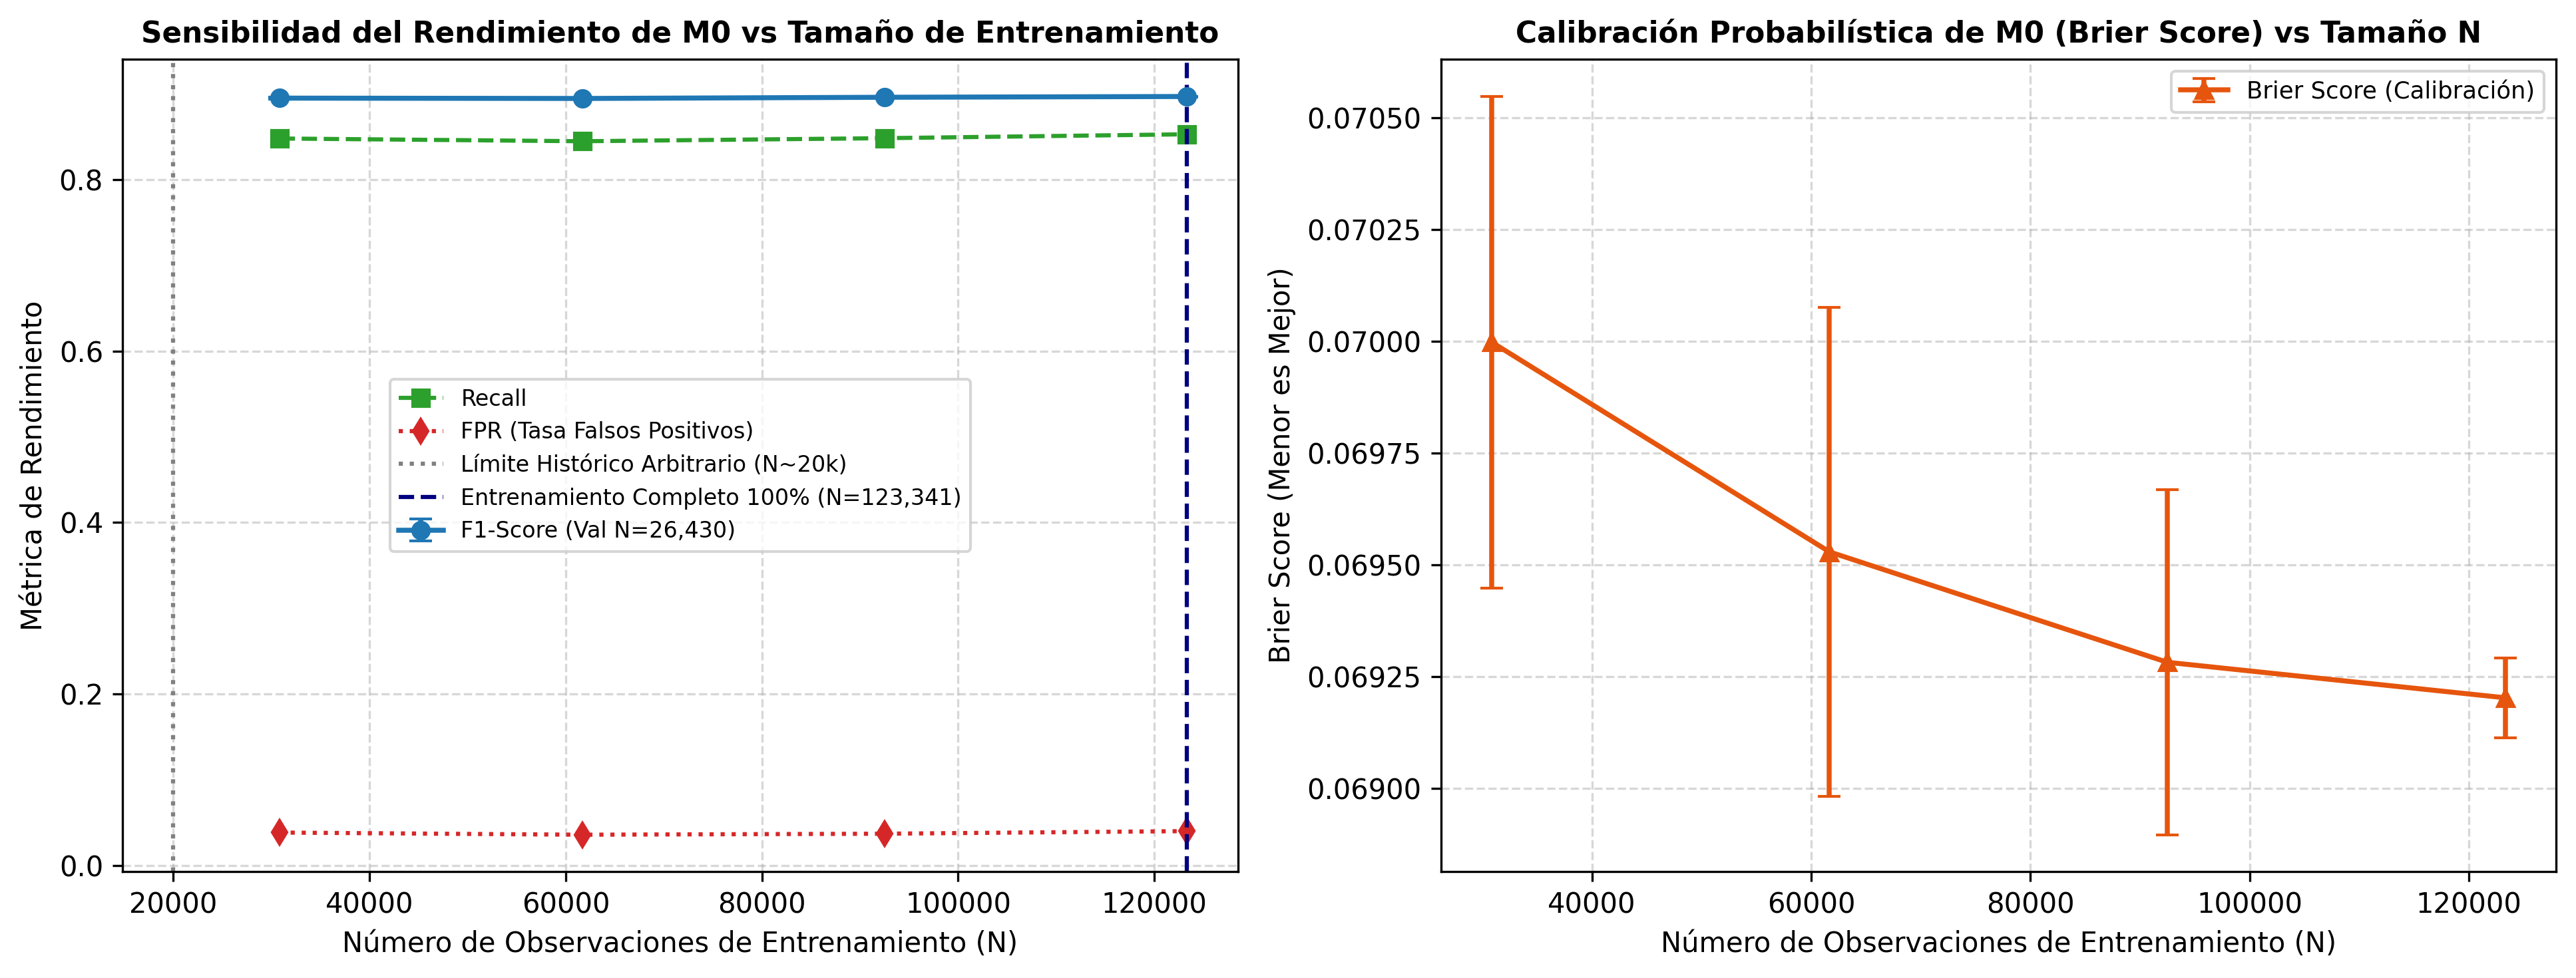 Sensibilidad del Rendimiento de M0 vs Tamaño de Entrenamiento
Métrica de Rendimiento
0.8
0.6
0.4
0.2
0.0
Recall
FPR (Tasa Falsos Positivos)
Límite Histórico Arbitrario (N~20k)
Entrenamiento Completo 100% (N=123,341)
F1-Score (Val N=26,430)
20000 40000 60000 80000 100000 120000
Número de Observaciones de Entrenamiento (N)
Calibración Probabilística de M0 (Brier Score) vs Tamaño N
Brier Score (Menor es Mejor)
Brier Score (Calibración)
0.07050
0.07025
0.07000
0.06975
0.06950
0.06925
0.06900
40000 60000 80000 100000 120000
Número de Observaciones de Entrenamiento (N)